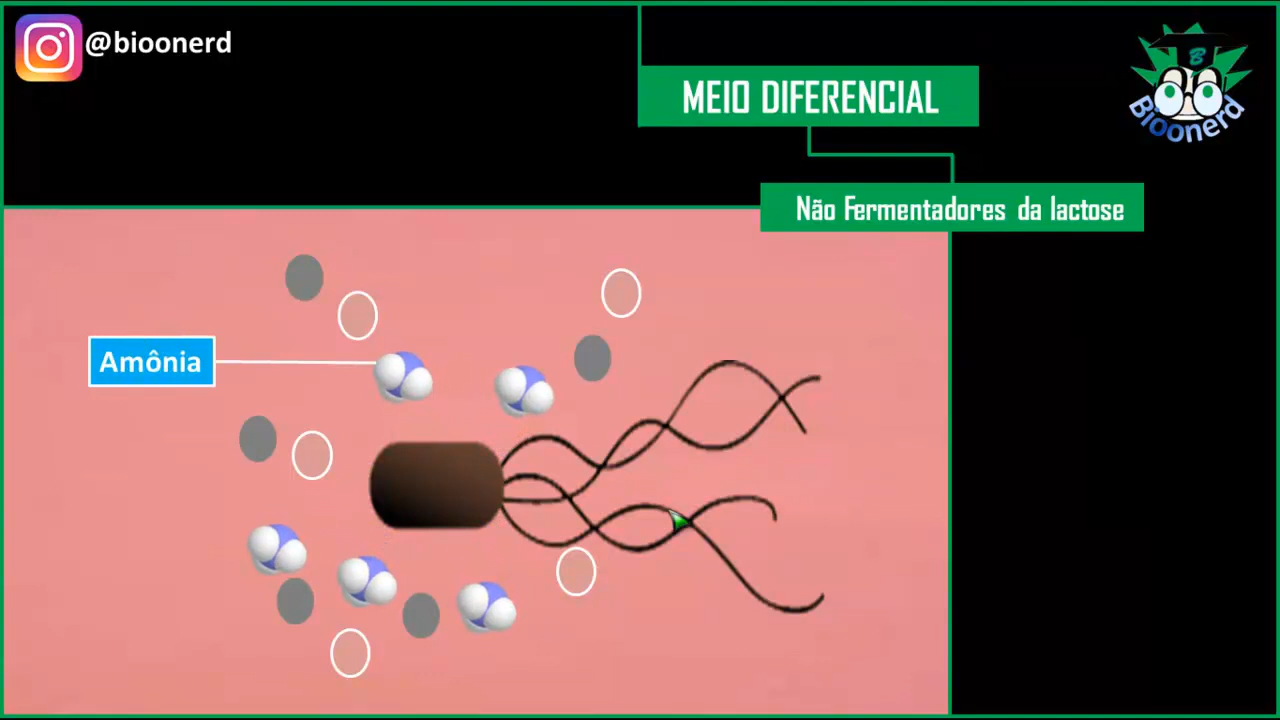 @bioonerd
MEIO DIFERENCIAL
B
Bioonerd
Não Fermentadores da lactose
Amônia